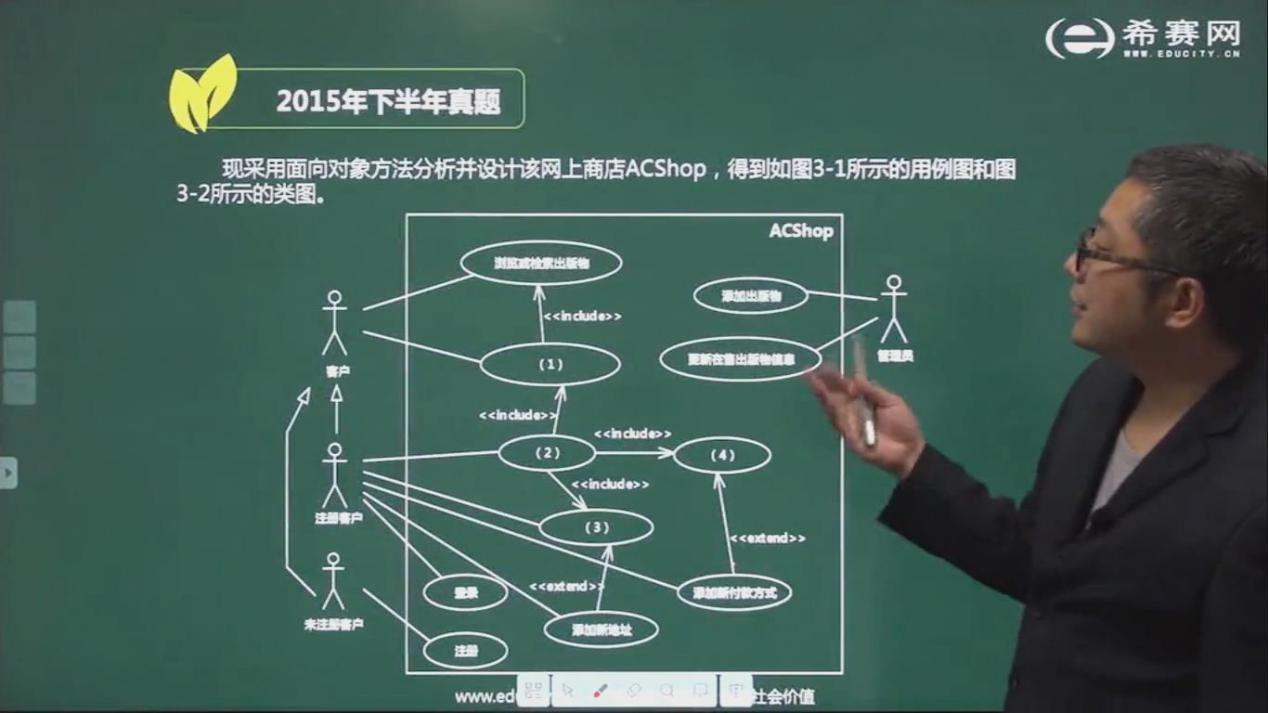 希赛网
WWW.EDUCITY.CN
2015年下半年真题
现采用面向对象方法分析并设计该网上商店ACShop，得到如图3-1所示的用例图和图
3-2所示的类图。
ACShop
浏览或检索出版物
添加出版物
<<include>>
客户
（1）
更新在售出版物信息
管理员
<<include>>
<<include>>
（2）
（4）
<<include>>
注册客户
（3）
<<extend>>
<<extend>>
登录
添加新付款方式
未注册客户
添加新地址
注册
www.ed
社会价值